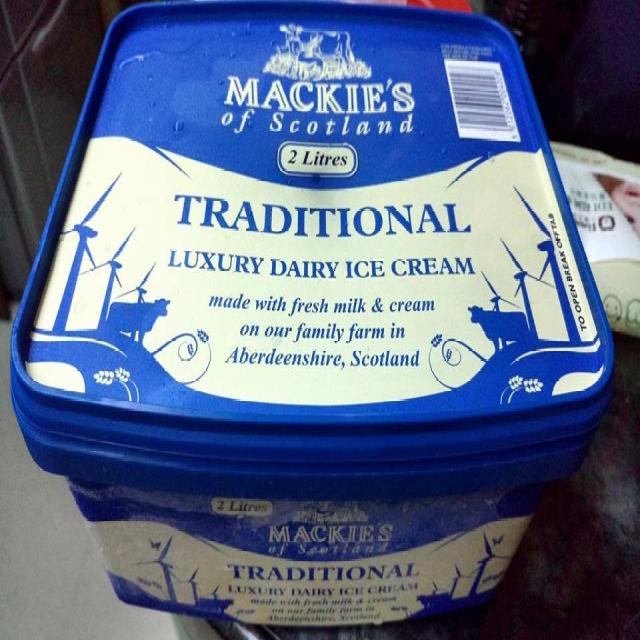 MACKIE'S
of Scotland
2 Litres
TRADITIONAL
LUXURY DAIRY ICE CREAM
made with fresh milk & cream
on our family farm in
Aberdeenshire, Scotland
TO OPEN BREAK OFF TAB
2 Litres
MACKIE'S
of Scotland
TRADITIONAL
LUXURY DAIRY ICE CREAM
made with fresh milk & cream
on our family farm in
Aberdeenshire, Scotland